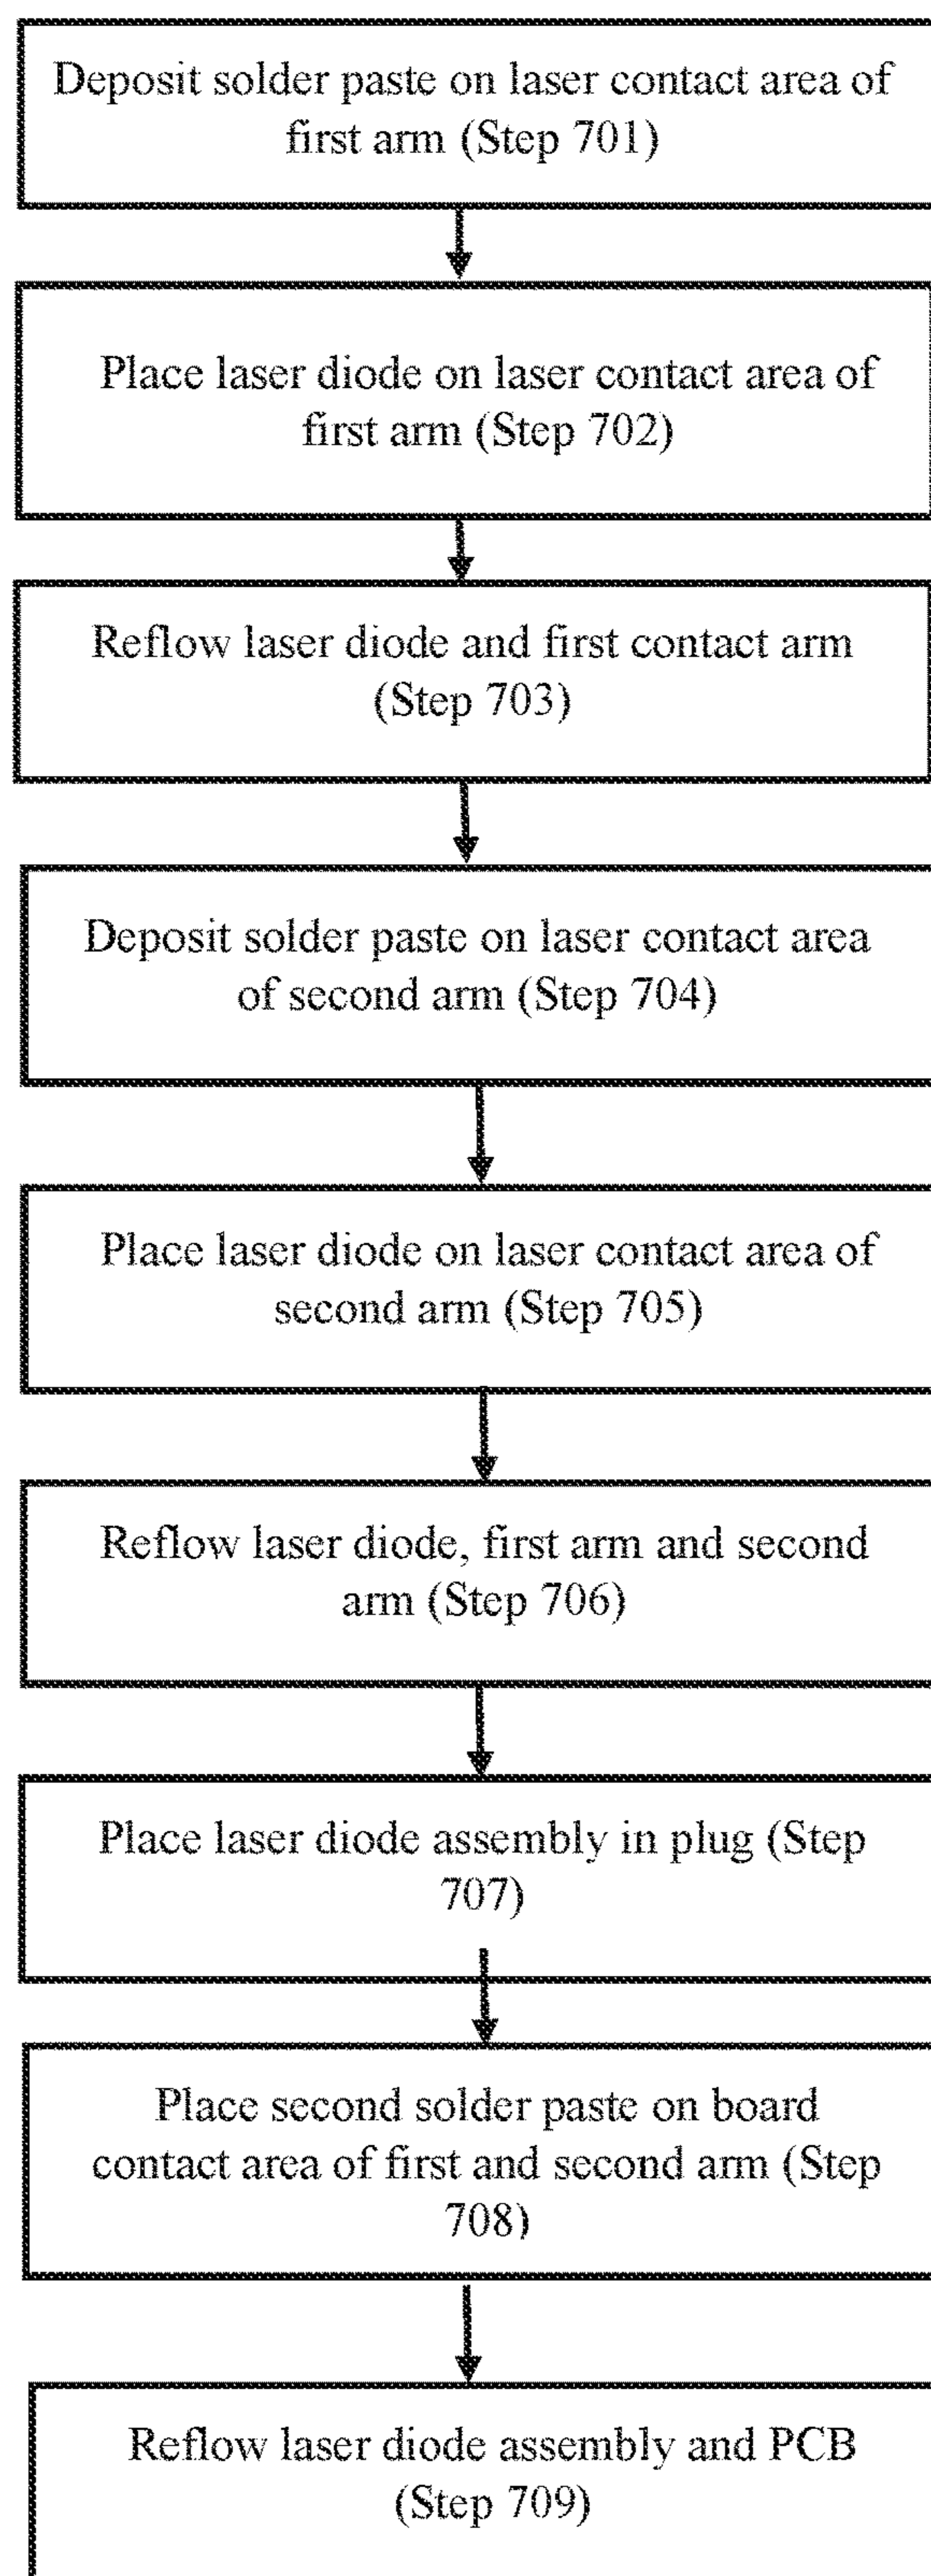 Deposit solder paste on laser contact area of
first arm (Step 701)
Place laser diode on laser contact area of
first arm (Step 702)
Reflow laser diode and first contact arm
(Step 703)
Deposit solder paste on laser contact area
of second arm (Step 704)
Place laser diode on laser contact area of
second arm (Step 705)
Reflow laser diode, first arm and second
arm (Step 706)
Place laser diode assembly in plug (Step
707)
Place second solder paste on board
contact area of first and second arm (Step
708)
Reflow laser diode assembly and PCB
(Step 709)